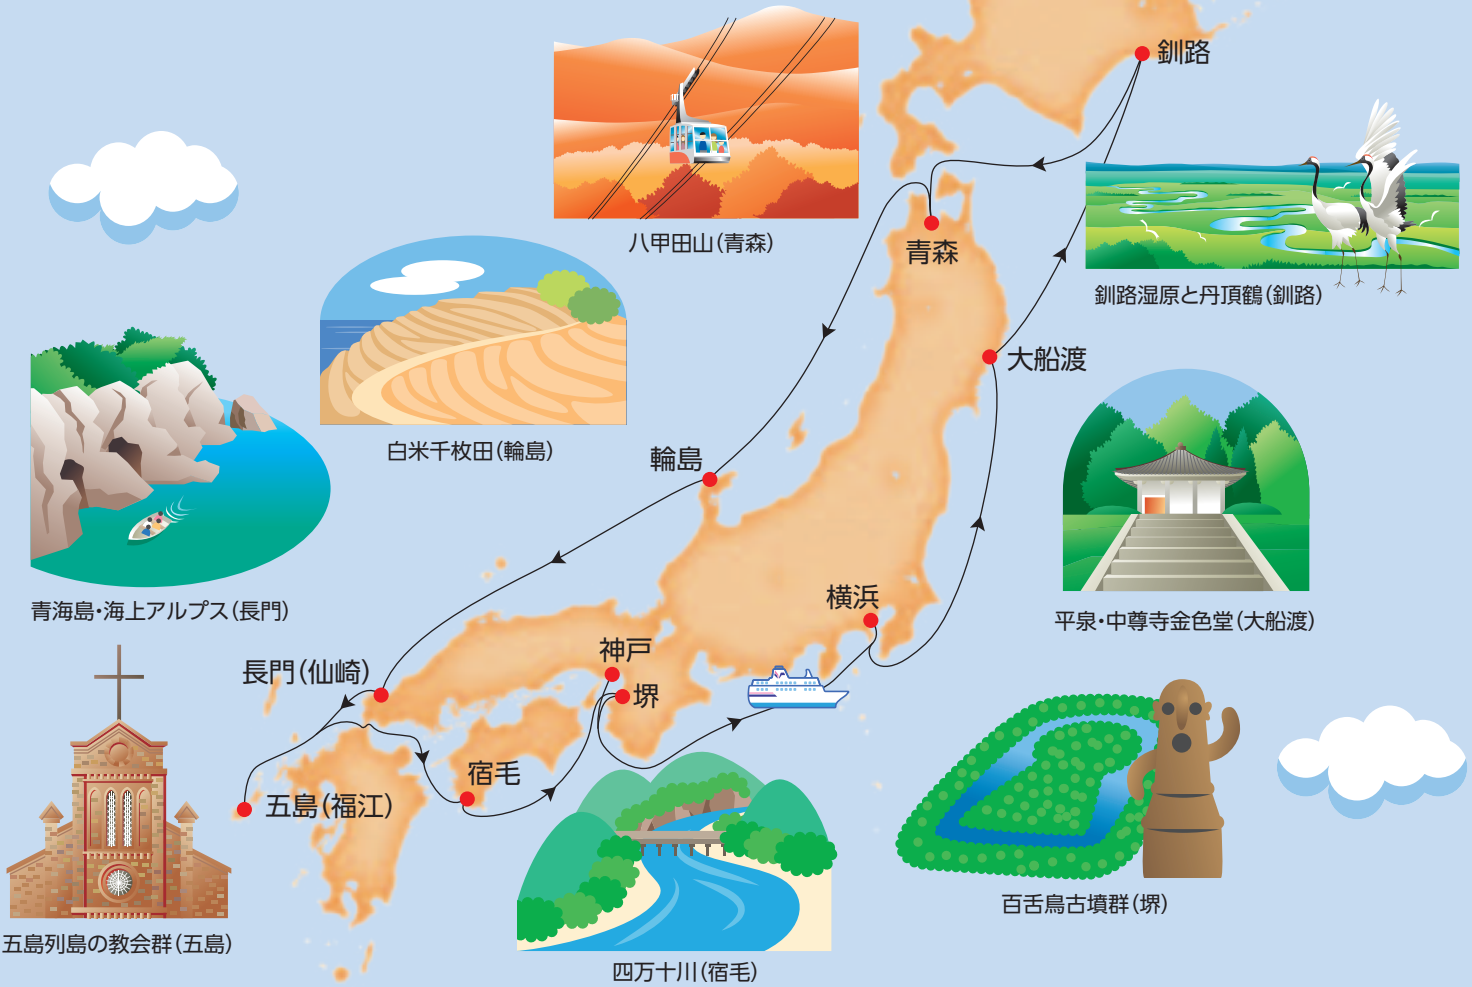 釧路
八甲田山(青森)
青森
釧路湿原と丹頂鶴(釧路)
大船渡
白米千枚田(輪島)
輪島
横浜
青海島・海上アルプス(長門)
平泉・中尊寺金色堂(大船渡)
神戸
長門(仙崎)
堺
宿毛
五島(福江)
百舌鳥古墳群(堺)
五島列島の教会群(五島)
四万十川(宿毛)